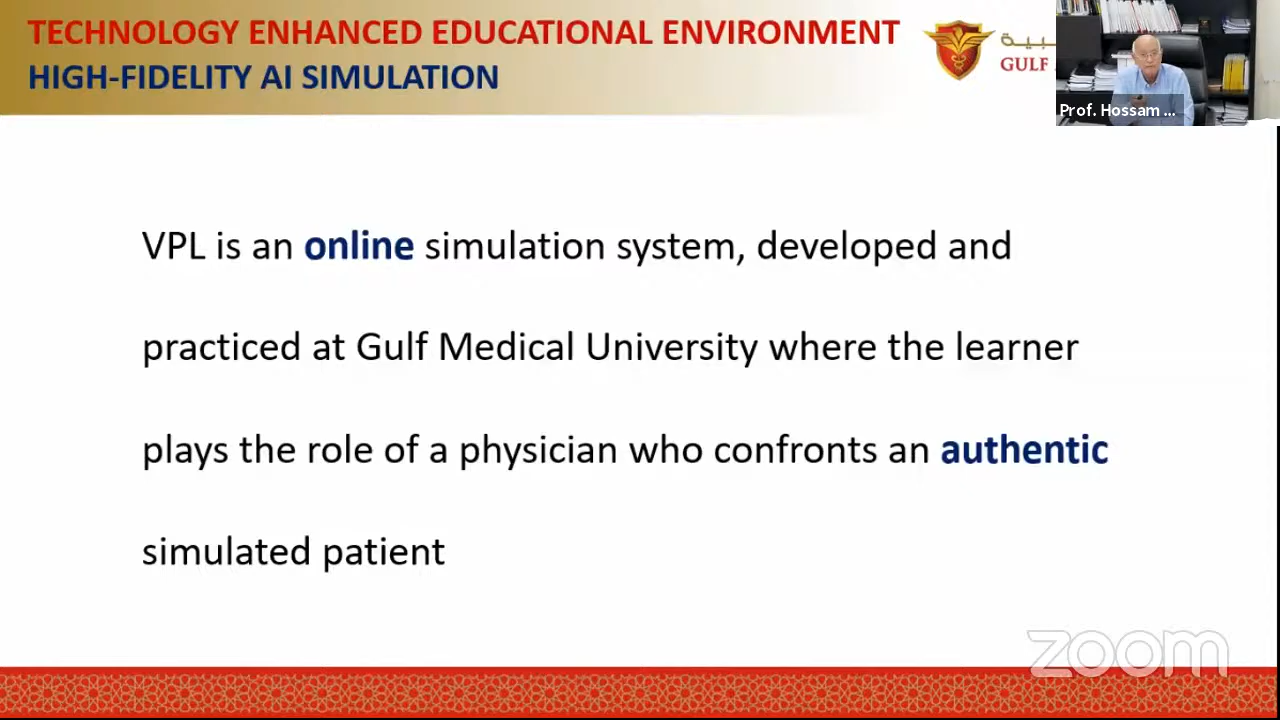 TECHNOLOGY ENHANCED EDUCATIONAL ENVIRONMENT
HIGH-FIDELITY AI SIMULATION
GULF
Prof. Hossam ...
VPL is an online simulation system, developed and
practiced at Gulf Medical University where the learner
plays the role of a physician who confronts an authentic
simulated patient
zoom